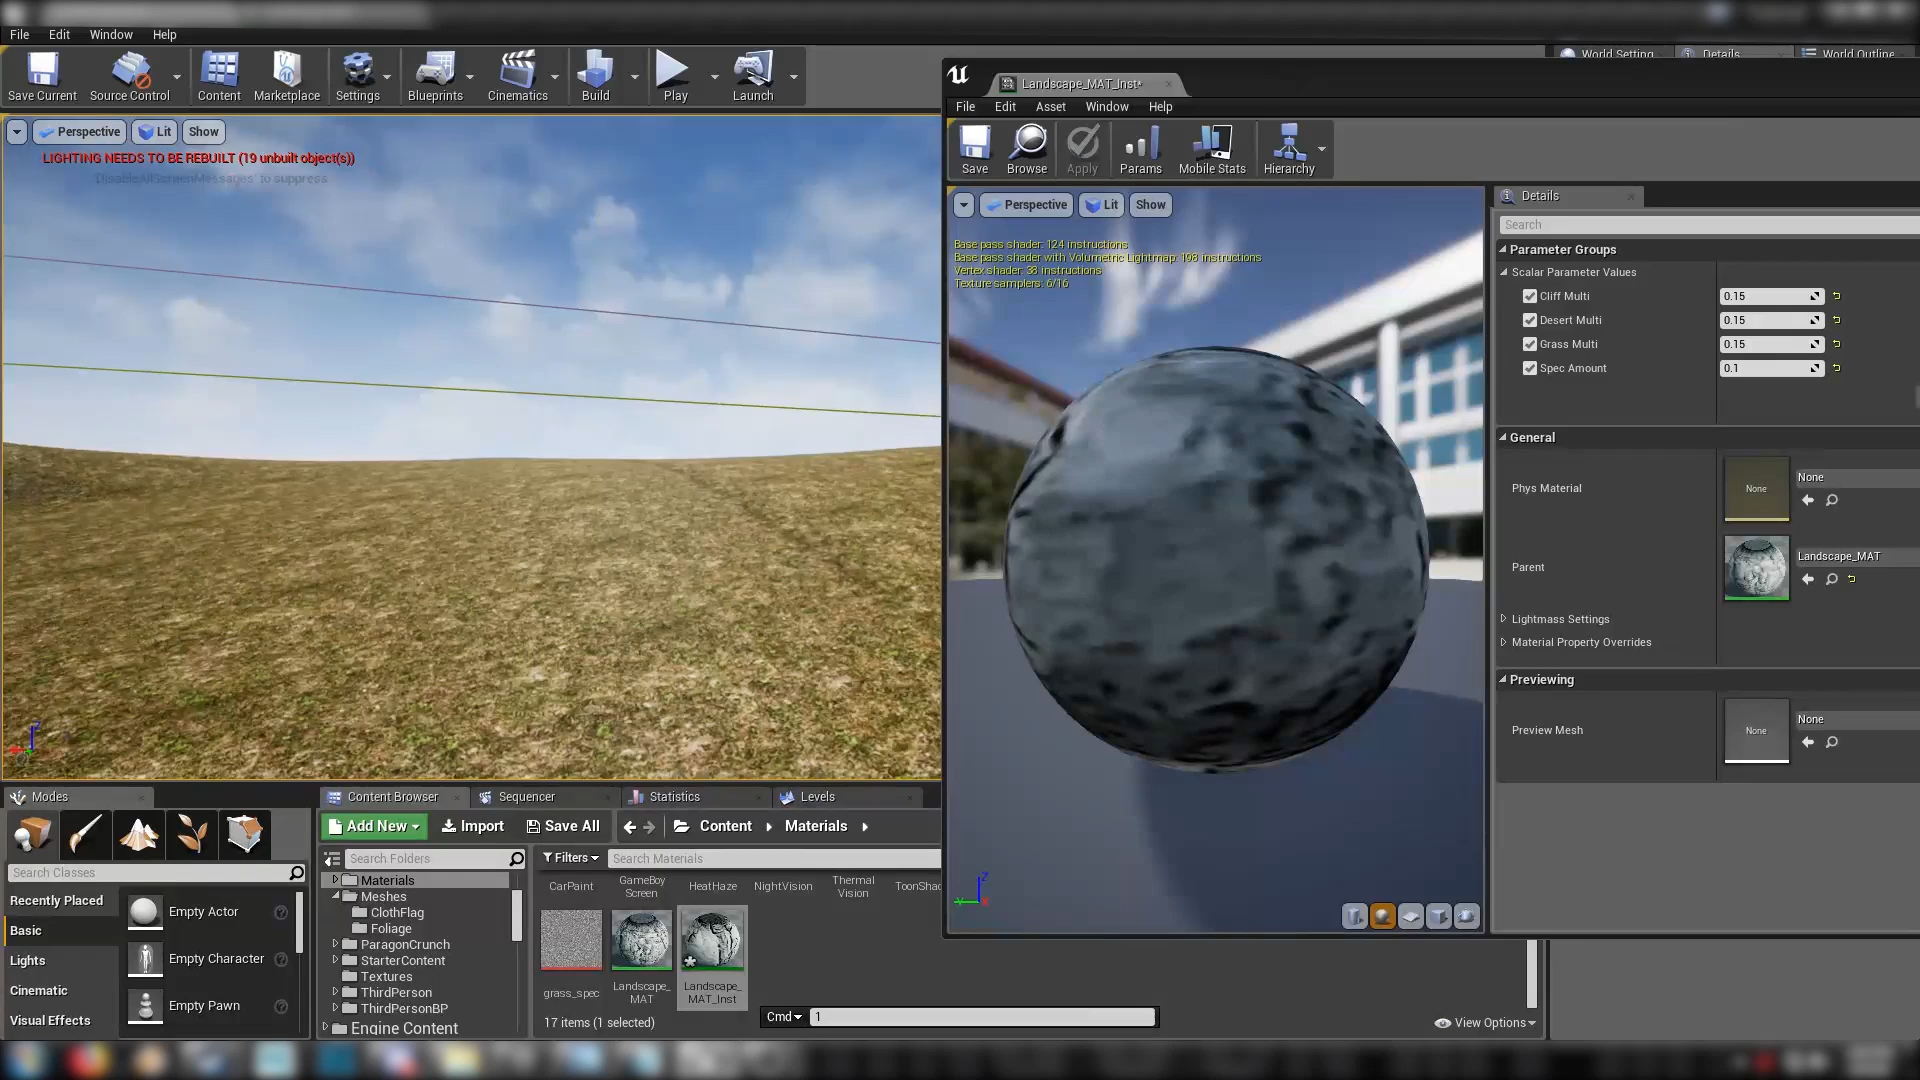 File Edit Window Help
World Setting Details World Outline
Save Current Source Control Content Marketplace Settings Blueprints Cinematics Build Play Launch
Perspective Lit Show
LIGHTING NEEDS TO BE REBUILT (19 unbuilt object(s))
'DisableAllScreenMessages' to suppress
Landscape_MAT_Inst*
File Edit Asset Window Help
Save Browse Apply Params Mobile Stats Hierarchy
Perspective Lit Show
Base pass shader: 124 instructions
Base pass shader with Volumetric Lightmap: 198 instructions
Vertex shader: 38 instructions
Texture samplers: 6/16
Details
Search
Parameter Groups
Scalar Parameter Values
Cliff Multi 0.15
Desert Multi 0.15
Grass Multi 0.15
Spec Amount 0.1
General
Phys Material None None
Parent Landscape_MAT
Lightmass Settings
Material Property Overrides
Previewing
Preview Mesh None None
Modes
Search Classes
Recently Placed
Basic
Lights
Cinematic
Visual Effects
Empty Actor
Empty Character
Empty Pawn
Content Browser Sequencer Statistics Levels
Add New Import Save All Content Materials
Search Folders
Filters Search Materials
Materials
Meshes
ClothFlag
Foliage
ParagonCrunch
StarterContent
Textures
ThirdPerson
ThirdPersonBP
Engine Content
CarPaint GameBoy Screen HeatHaze NightVision Thermal Vision ToonShad
grass_spec Landscape_MAT Landscape_MAT_Inst
17 items (1 selected)
Cmd 1
View Options